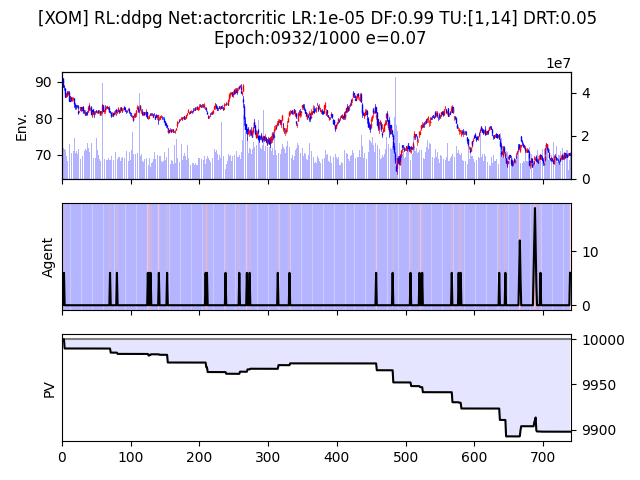 [XOM] RL:ddpg Net:actorcritic LR:1e-05 DF:0.99 TU:[1,14] DRT:0.05
Epoch:0932/1000 e=0.07
1e7
Env.
90
80
70
4
2
0
Agent
10
0
PV
10000
9950
9900
0 100 200 300 400 500 600 700